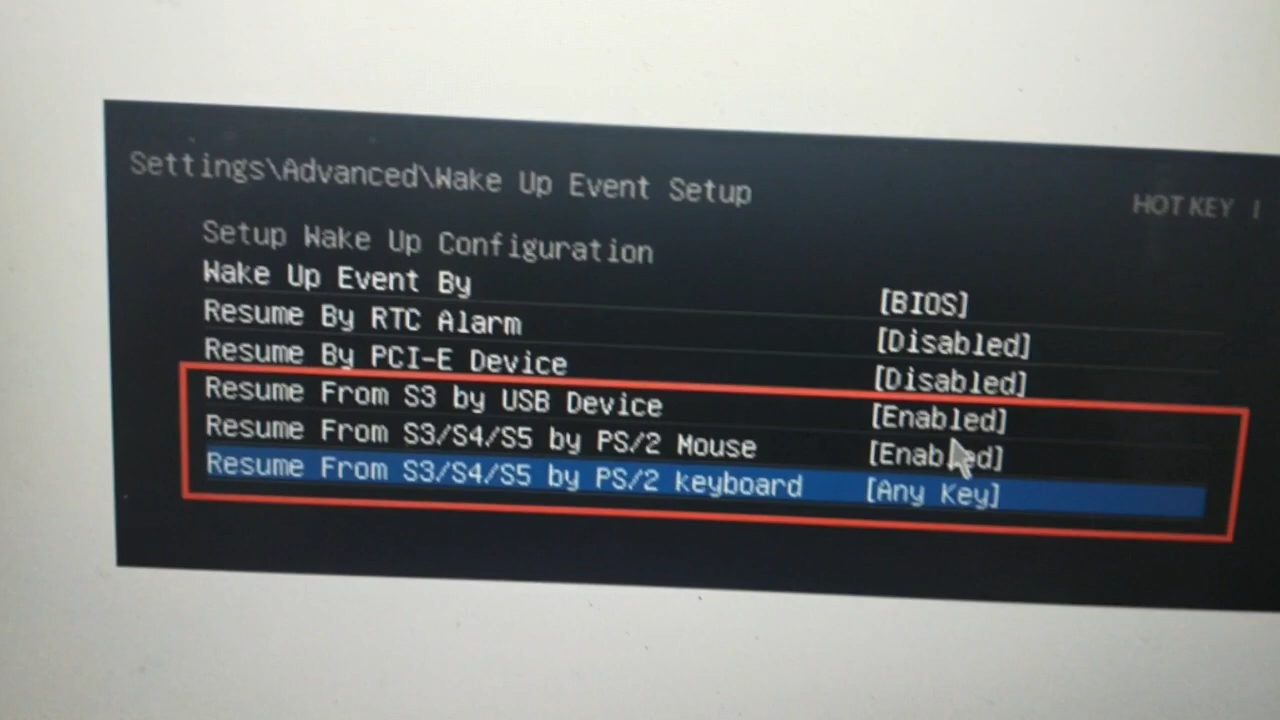 Settings\Advanced\Wake Up Event Setup
HOT KEY |
Setup Wake Up Configuration
Wake Up Event By [BIOS]
Resume By RTC Alarm [Disabled]
Resume By PCI-E Device [Disabled]
Resume From S3 by USB Device [Enabled]
Resume From S3/S4/S5 by PS/2 Mouse [Enabled]
Resume From S3/S4/S5 by PS/2 keyboard [Any Key]